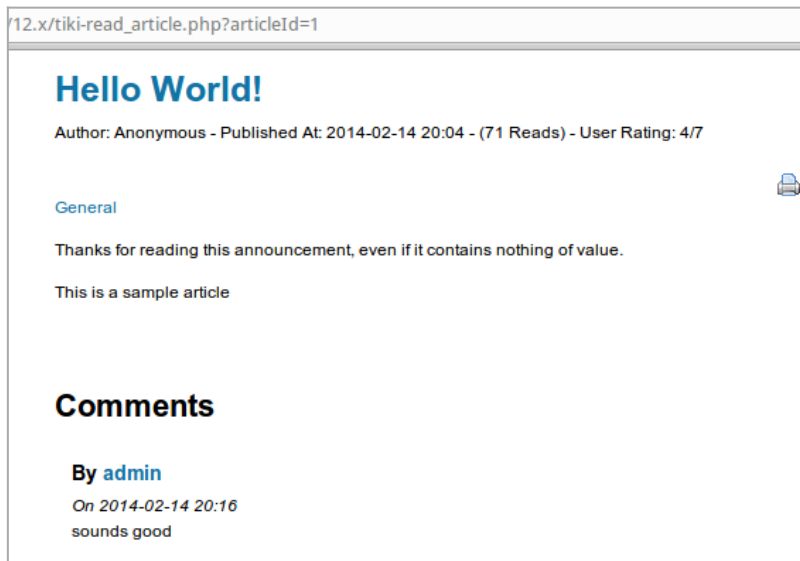 /12.x/tiki-read_article.php?articleId=1
Hello World!
Author: Anonymous - Published At: 2014-02-14 20:04 - (71 Reads) - User Rating: 4/7
General
Thanks for reading this announcement, even if it contains nothing of value.
This is a sample article
Comments
By admin
On 2014-02-14 20:16
sounds good